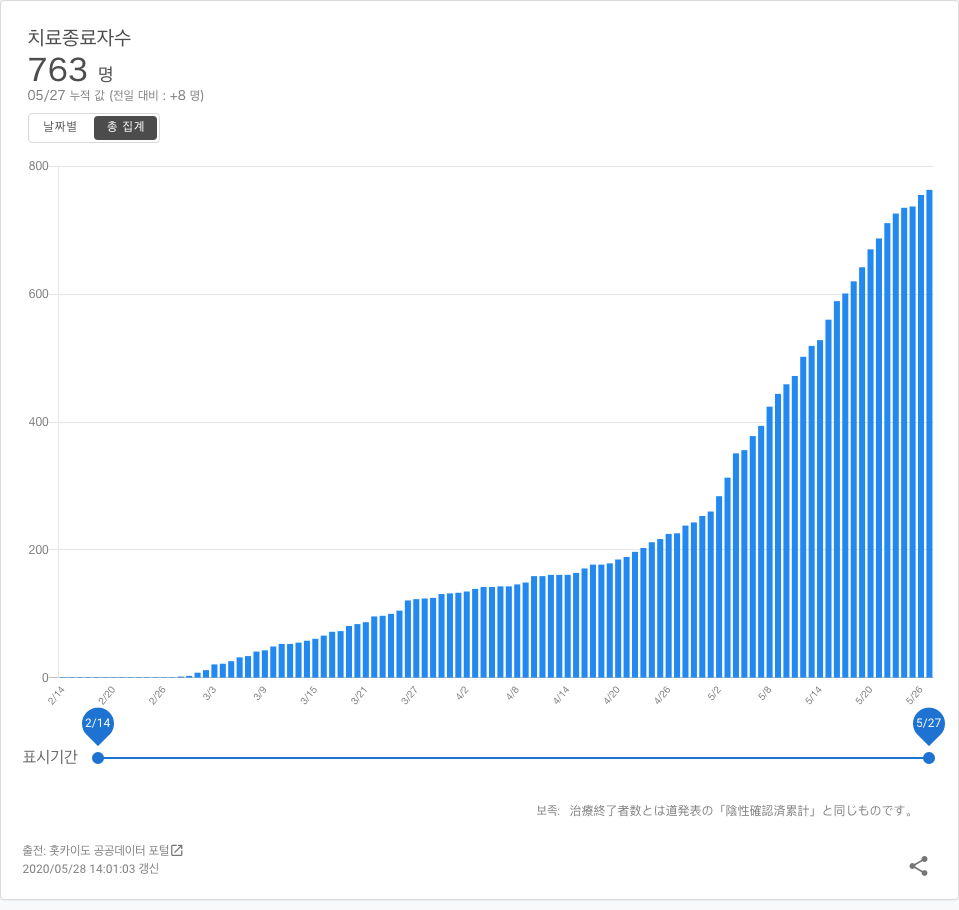 치료종료자수
763 명
05/27 누적 값 (전일 대비 : +8 명)
날짜별 총 집계
800
600
400
200
0
2/14 2/20 2/26 3/3 3/9 3/15 3/21 3/27 4/2 4/8 4/14 4/20 4/26 5/2 5/8 5/14 5/20 5/26
2/14 5/27
표시기간
보족: 治療終了者数とは道発表の「陰性確認済累計」と同じものです。
출전: 홋카이도 공공데이터 포털
2020/05/28 14:01:03 갱신